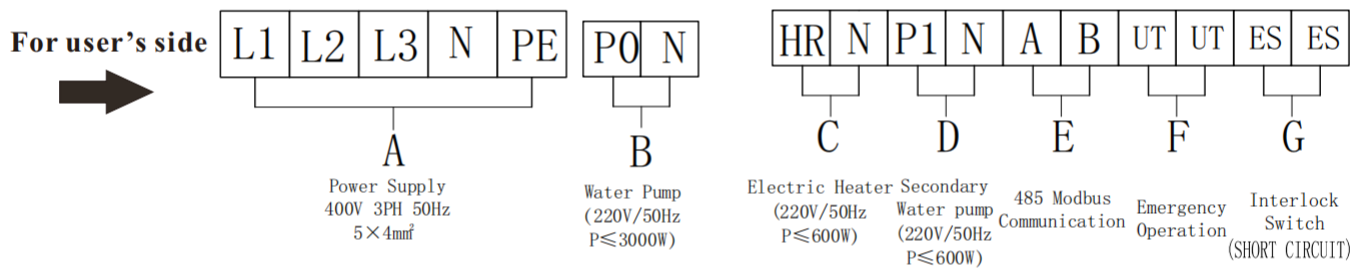 For user's side
L1 L2 L3 N PE
P0 N
HR N P1 N A B UT UT ES ES
A
Power Supply
400V 3PH 50Hz
5×4㎟
B
Water Pump
(220V/50Hz
P≤3000W)
C
Electric Heater
(220V/50Hz
P≤600W)
D
Secondary
Water pump
(220V/50Hz
P≤600W)
E
485 Modbus
Communication
F
Emergency
Operation
G
Interlock
Switch
(SHORT CIRCUIT)